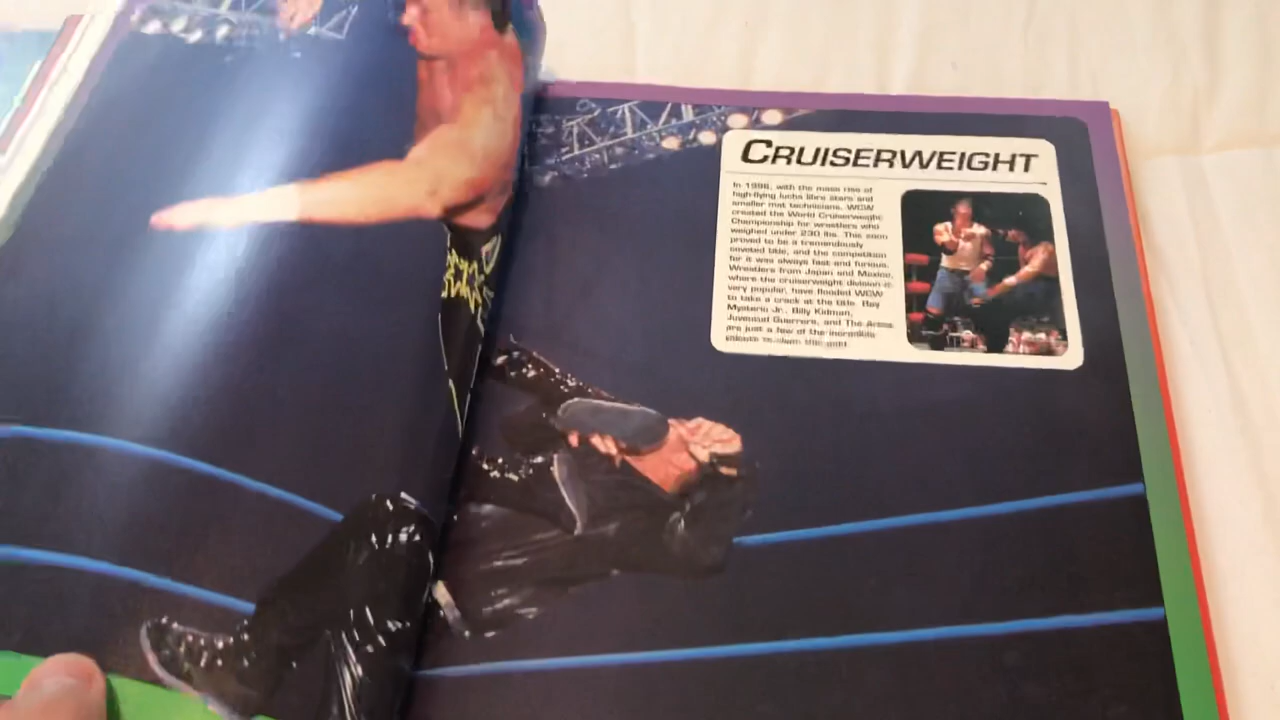 CRUISERWEIGHT
In 1996, with the mass rise of
high-flying lucha libre stars and
smaller mat technicians, WCW
created the World Cruiserweight
Championship for wrestlers who
weighed under 230 lbs. This soon
proved to be a tremendously
coveted title, and the competition
for it was always fast and furious.
Wrestlers from Japan and Mexico,
where the cruiserweight division is
very popular, have flooded WCW
to take a crack at the title. Rey
Mysterio Jr., Billy Kidman,
Juventud Guerrera, and The Artist
are just a few of the incredible
to claim this gold.